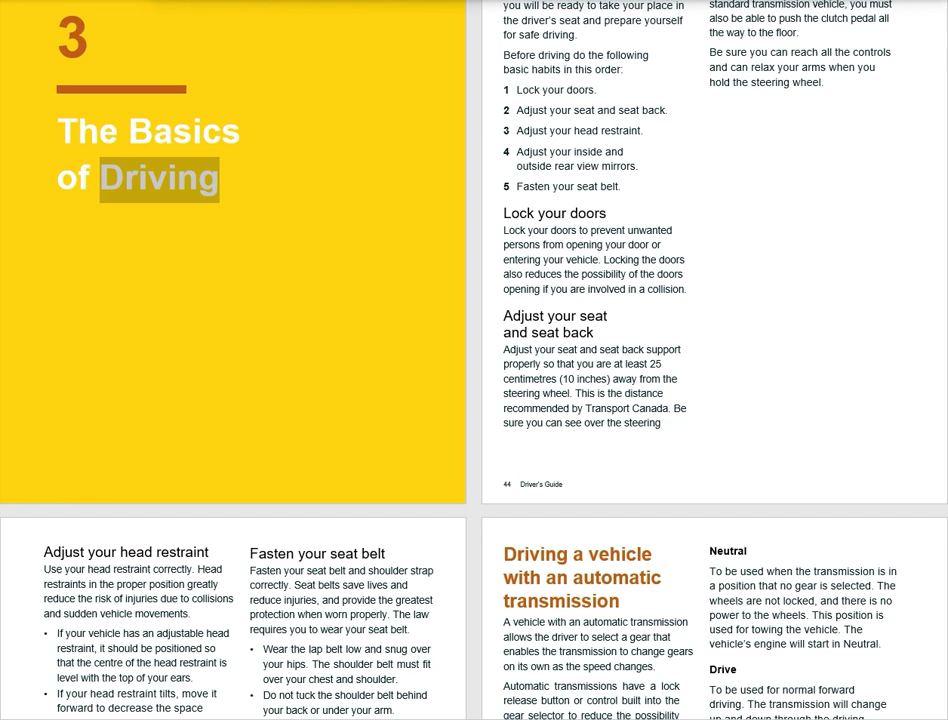 3
The Basics
of Driving
you will be ready to take your place in
the driver's seat and prepare yourself
for safe driving.
Before driving do the following
basic habits in this order:
1 Lock your doors.
2 Adjust your seat and seat back.
3 Adjust your head restraint.
4 Adjust your inside and
outside rear view mirrors.
5 Fasten your seat belt.
Lock your doors
Lock your doors to prevent unwanted
persons from opening your door or
entering your vehicle. Locking the doors
also reduces the possibility of the doors
opening if you are involved in a collision.
Adjust your seat
and seat back
Adjust your seat and seat back support
properly so that you are at least 25
centimetres (10 inches) away from the
steering wheel. This is the distance
recommended by Transport Canada. Be
sure you can see over the steering
standard transmission vehicle, you must
also be able to push the clutch pedal all
the way to the floor.
Be sure you can reach all the controls
and can relax your arms when you
hold the steering wheel.
44 Driver's Guide
Adjust your head restraint
Use your head restraint correctly. Head
restraints in the proper position greatly
reduce the risk of injuries due to collisions
and sudden vehicle movements.
• If your vehicle has an adjustable head
restraint, it should be positioned so
that the centre of the head restraint is
level with the top of your ears.
• If your head restraint tilts, move it
forward to decrease the space
Fasten your seat belt
Fasten your seat belt and shoulder strap
correctly. Seat belts save lives and
reduce injuries, and provide the greatest
protection when worn properly. The law
requires you to wear your seat belt.
• Wear the lap belt low and snug over
your hips. The shoulder belt must fit
over your chest and shoulder.
• Do not tuck the shoulder belt behind
your back or under your arm.
Driving a vehicle
with an automatic
transmission
A vehicle with an automatic transmission
allows the driver to select a gear that
enables the transmission to change gears
on its own as the speed changes.
Automatic transmissions have a lock
release button or control built into the
gear selector to reduce the possibility
Neutral
To be used when the transmission is in
a position that no gear is selected. The
wheels are not locked, and there is no
power to the wheels. This position is
used for towing the vehicle. The
vehicle's engine will start in Neutral.
Drive
To be used for normal forward
driving. The transmission will change
up and down through the driving